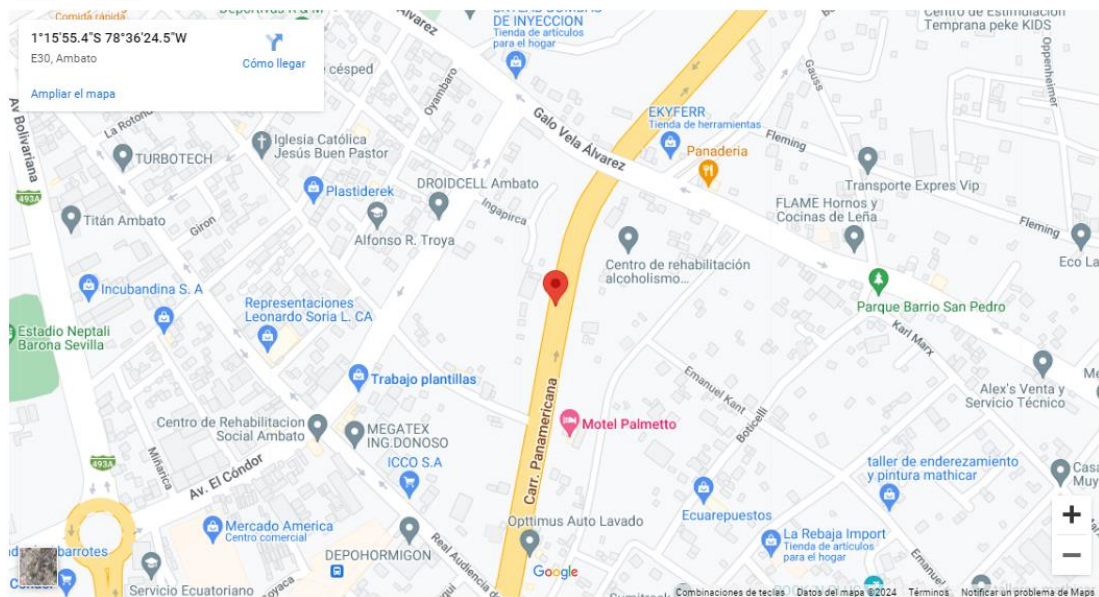 Comida rápida
1°15'55.4"S 78°36'24.5"W
E30, Ambato
Cómo llegar
Ampliar el mapa
DE INYECCION
Tienda de artículos
para el hogar
Centro de Estimulación
Temprana peke KIDS
Oppenheimer
Gauss
césped
Oyambaro
Álvarez
Av Bolivariana
La Rotonda
TURBOTECH
Iglesia Católica
Jesús Buen Pastor
EKYFERR
Tienda de herramientas
Galo Vela Álvarez
Fleming
Panaderia
Plastiderek
DROIDCELL Ambato
Ingapirca
Transporte Expres Vip
493A
Titán Ambato
Giron
Alfonso R. Troya
FLAME Hornos y
Cocinas de Leña
Fleming
Centro de rehabilitación
alcoholismo...
Eco La
Incubandina S. A
Representaciones
Leonardo Soria L. CA
Parque Barrio San Pedro
Estadio Neptali
Barona Sevilla
Karl Marx
Trabajo plantillas
Emanuel Kant
Boticelli
Alex's Venta y
Servicio Técnico
Me
Centro de Rehabilitacion
Social Ambato
MEGATEX
ING.DONOSO
Carr. Panamericana
Motel Palmetto
493A
Miñarica
Av. El Cóndor
ICCO S.A
taller de enderezamiento
y pintura mathicar
Casa
Muy
Ecuarepuestos
Mercado America
Centro comercial
Opttimus Auto Lavado
La Rebaja Import
Tienda de artículos
para el hogar
+
−
DEPOHORMIGON
Real Audiencia de
Emanuel
Servicio Ecuatoriano
Google
Combinaciones de teclas
Datos del mapa ©2024
Términos
Notificar un problema de Maps